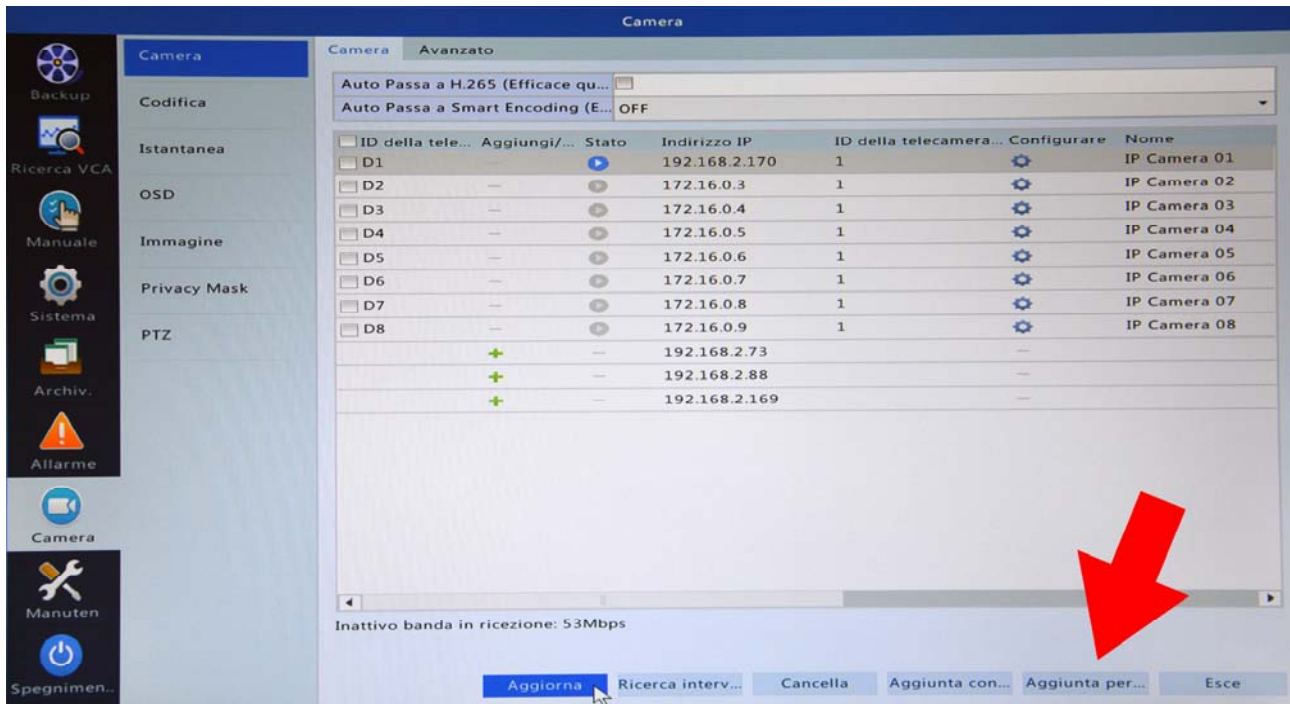 Camera
Backup
Ricerca VCA
Manuale
Sistema
Archiv.
Allarme
Camera
Manuten
Spegnimen..
Camera
Codifica
Istantanea
OSD
Immagine
Privacy Mask
PTZ
Camera Avanzato
Auto Passa a H.265 (Efficace qu...
Auto Passa a Smart Encoding (E... OFF
ID della tele... Aggiungi/... Stato Indirizzo IP ID della telecamera... Configurare Nome
D1 — 192.168.2.170 1 IP Camera 01
D2 — 172.16.0.3 1 IP Camera 02
D3 — 172.16.0.4 1 IP Camera 03
D4 — 172.16.0.5 1 IP Camera 04
D5 — 172.16.0.6 1 IP Camera 05
D6 — 172.16.0.7 1 IP Camera 06
D7 — 172.16.0.8 1 IP Camera 07
D8 — 172.16.0.9 1 IP Camera 08
+ — 192.168.2.73 —
+ — 192.168.2.88 —
+ — 192.168.2.169 —
Inattivo banda in ricezione: 53Mbps
Aggiorna Ricerca interv... Cancella Aggiunta con... Aggiunta per... Esce